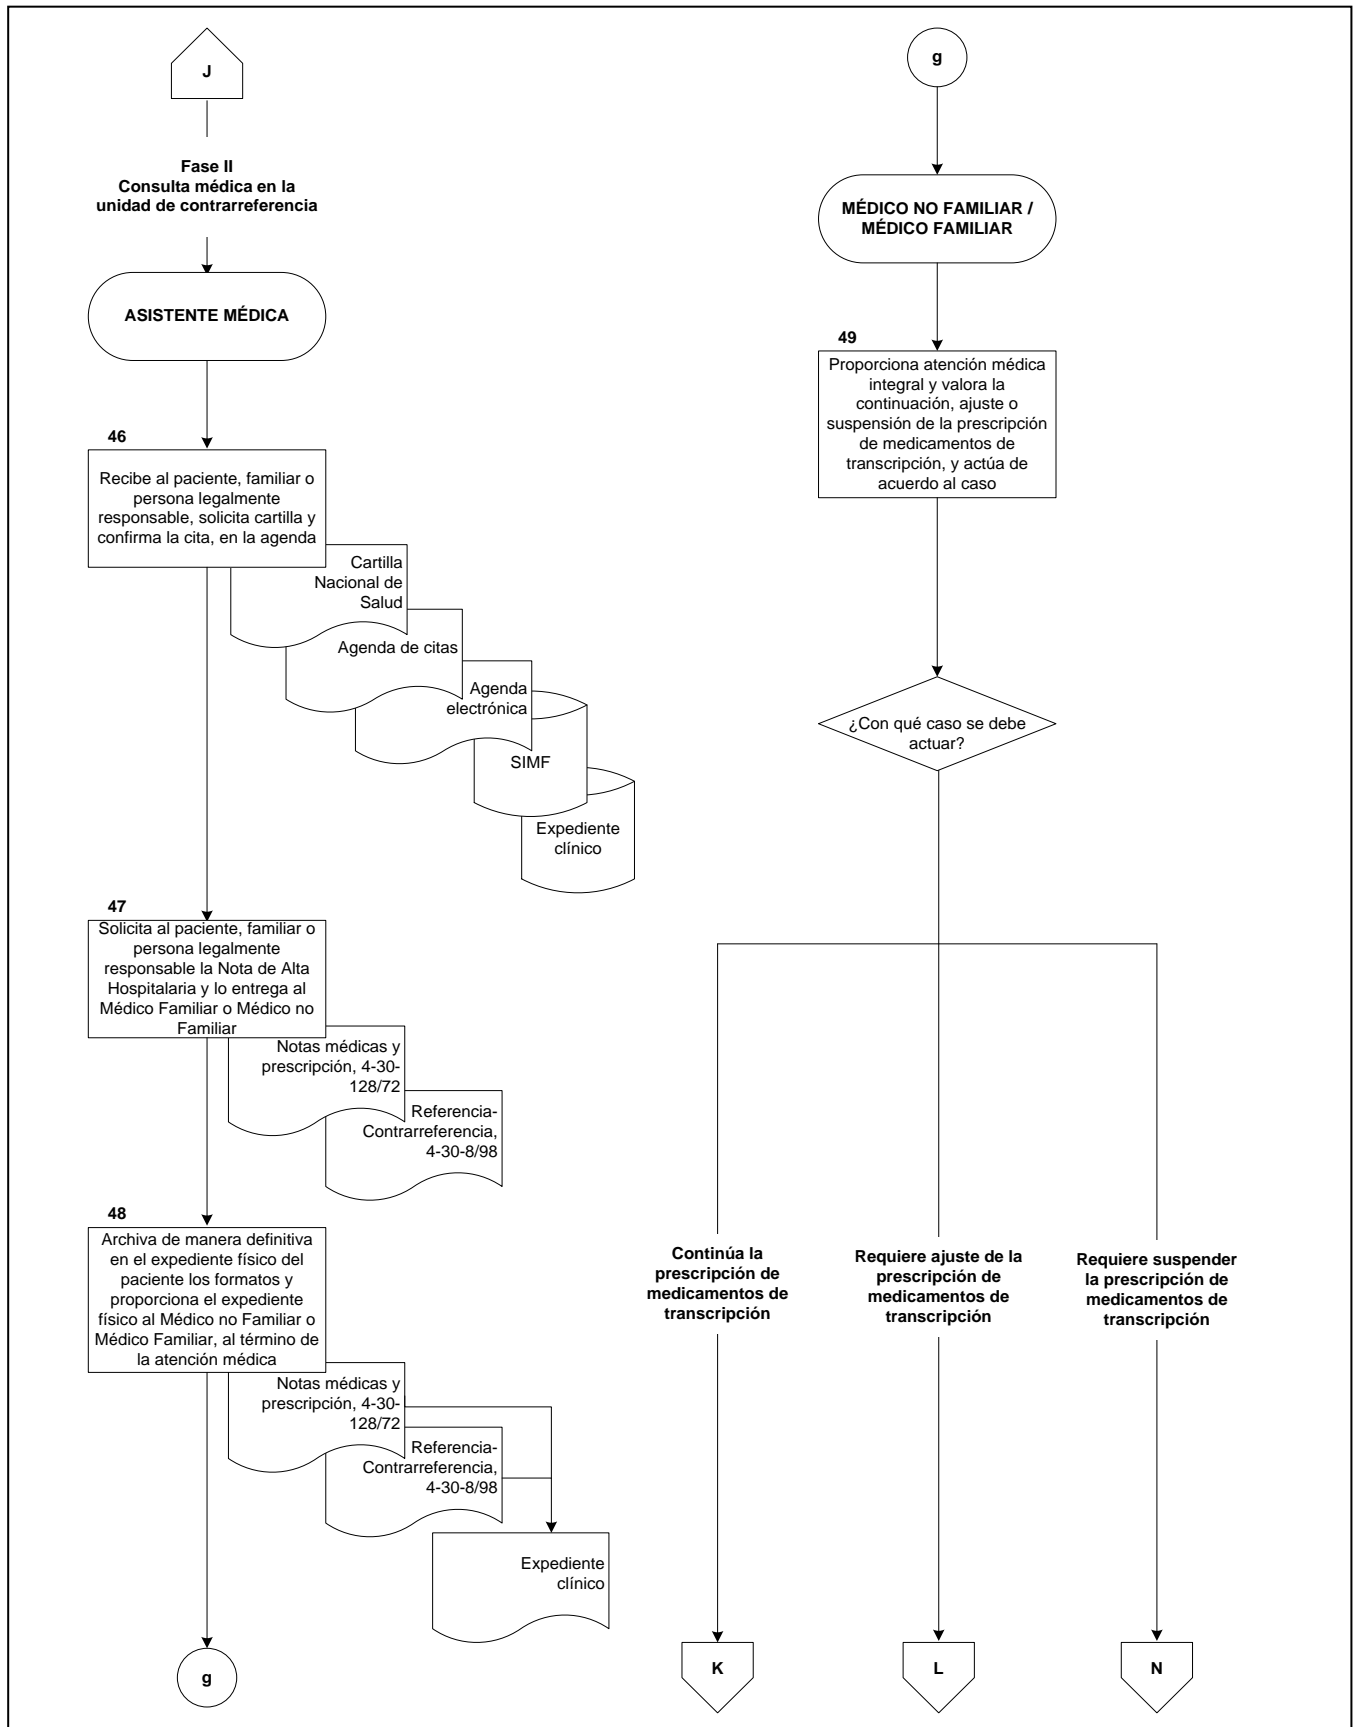 J
Fase II
Consulta médica en la
unidad de contrarreferencia
ASISTENTE MÉDICA
46
Recibe al paciente, familiar o
persona legalmente
responsable, solicita cartilla y
confirma la cita, en la agenda
Cartilla
Nacional de
Salud
Agenda de citas
Agenda
electrónica
SIMF
Expediente
clínico
47
Solicita al paciente, familiar o
persona legalmente
responsable la Nota de Alta
Hospitalaria y lo entrega al
Médico Familiar o Médico no
Familiar
Notas médicas y
prescripción, 4-30-
128/72
Referencia-
Contrarreferencia,
4-30-8/98
48
Archiva de manera definitiva
en el expediente físico del
paciente los formatos y
proporciona el expediente
físico al Médico no Familiar o
Médico Familiar, al término de
la atención médica
Notas médicas y
prescripción, 4-30-
128/72
Referencia-
Contrarreferencia,
4-30-8/98
Expediente
clínico
g
g
MÉDICO NO FAMILIAR /
MÉDICO FAMILIAR
49
Proporciona atención médica
integral y valora la
continuación, ajuste o
suspensión de la prescripción
de medicamentos de
transcripción, y actúa de
acuerdo al caso
¿Con qué caso se debe
actuar?
Continúa la
prescripción de
medicamentos de
transcripción
Requiere ajuste de la
prescripción de
medicamentos de
transcripción
Requiere suspender
la prescripción de
medicamentos de
transcripción
K
L
N